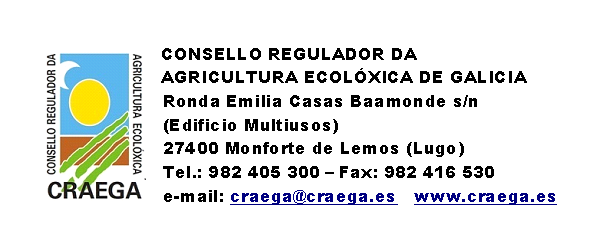 CONSELLO REGULADOR DA
AGRICULTURA ECOLÓXICA
CRAEGA
CONSELLO REGULADOR DA
AGRICULTURA ECOLÓXICA DE GALICIA
Ronda Emilia Casas Baamonde s/n
(Edificio Multiusos)
27400 Monforte de Lemos (Lugo)
Tel.: 982 405 300 – Fax: 982 416 530
e-mail: craega@craega.es www.craega.es